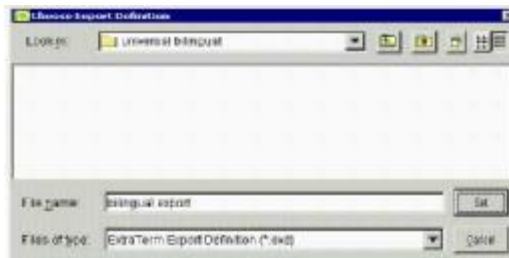 Choose Export Definition
Look in: universal bilingual
File name: bilingual export
Set
Files of type: ExtraTerm Export Definition (*.exd)
Cancel